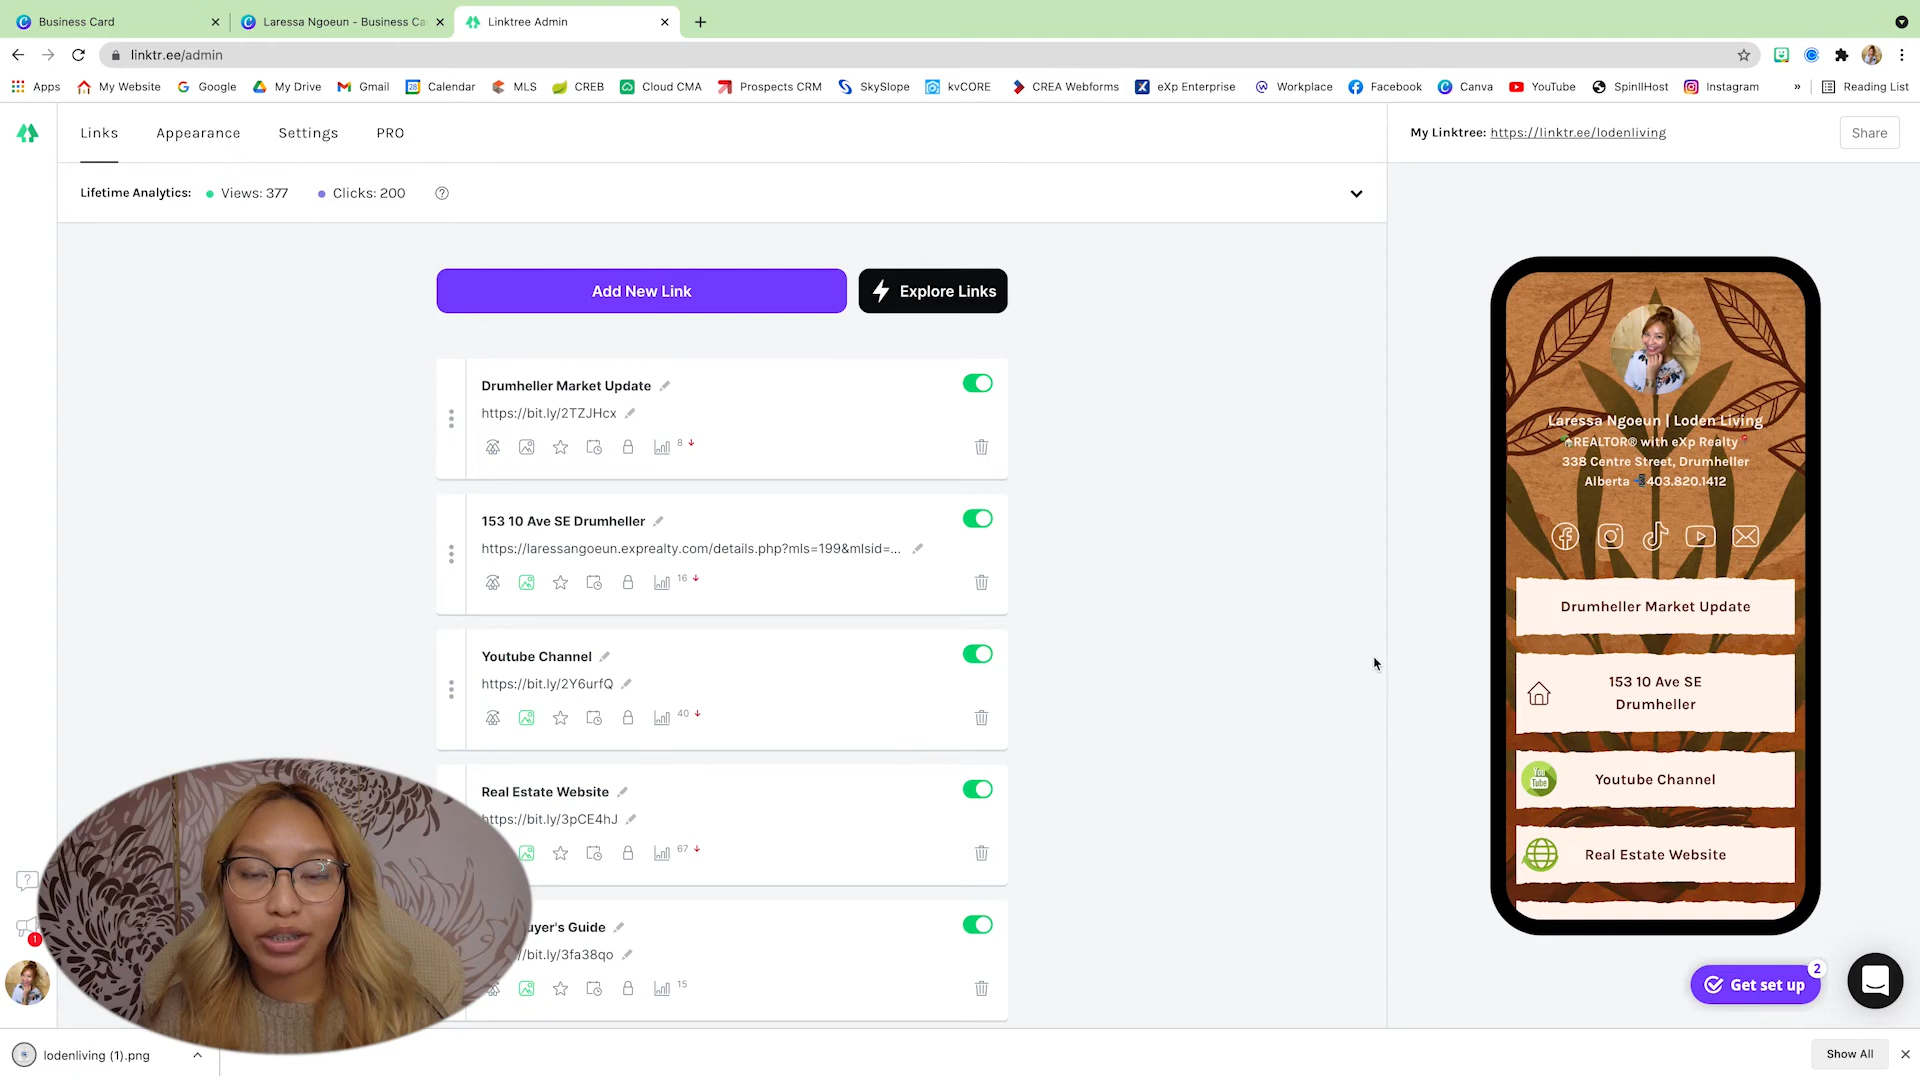 Business Card
Laressa Ngoeun - Business Ca
Linktree Admin
linktr.ee/admin
Apps
My Website
Google
My Drive
Gmail
28
Calendar
MLS
CREB
Cloud CMA
Prospects CRM
SkySlope
kvCORE
CREA Webforms
eXp Enterprise
Workplace
Facebook
Canva
YouTube
SpinllHost
Instagram
»
Reading List
Links
Appearance
Settings
PRO
My Linktree: https://linktr.ee/lodenliving
Share
Lifetime Analytics:
Views: 377
Clicks: 200
Add New Link
Explore Links
Drumheller Market Update
https://bit.ly/2TZJHcx
8
153 10 Ave SE Drumheller
https://laressangoeun.exprealty.com/details.php?mls=199&mlsid=...
16
Youtube Channel
https://bit.ly/2Y6urfQ
40
Real Estate Website
https://bit.ly/3pCE4hJ
67
uyer's Guide
/bit.ly/3fa38qo
15
Laressa Ngoeun | Loden Living
REALTOR® with eXp Realty
338 Centre Street, Drumheller
Alberta 403.820.1412
Drumheller Market Update
153 10 Ave SE
Drumheller
You
Tube
Youtube Channel
Real Estate Website
Get set up
2
1
lodenliving (1).png
Show All